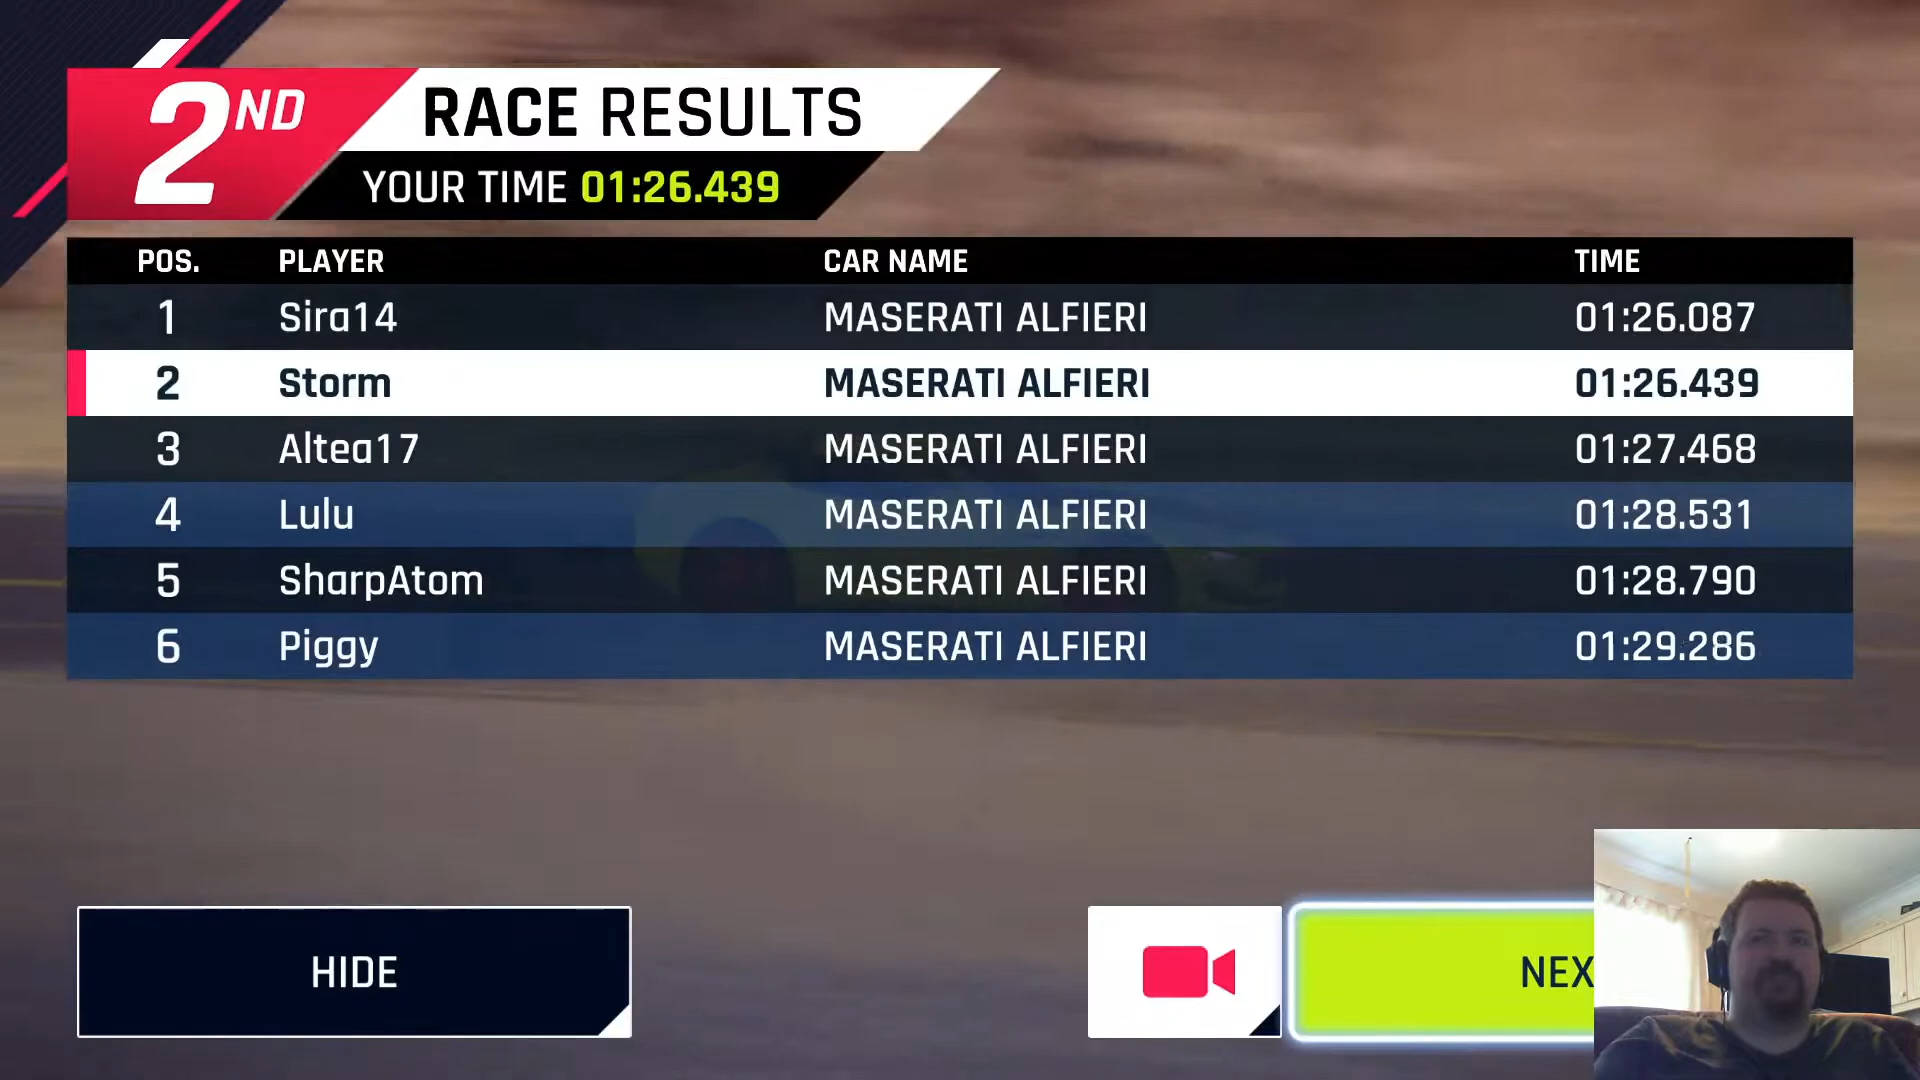 2ND
RACE RESULTS
YOUR TIME 01:26.439
POS. PLAYER CAR NAME TIME
1 Sira14 MASERATI ALFIERI 01:26.087
2 Storm MASERATI ALFIERI 01:26.439
3 Altea17 MASERATI ALFIERI 01:27.468
4 Lulu MASERATI ALFIERI 01:28.531
5 SharpAtom MASERATI ALFIERI 01:28.790
6 Piggy MASERATI ALFIERI 01:29.286
HIDE
NEX